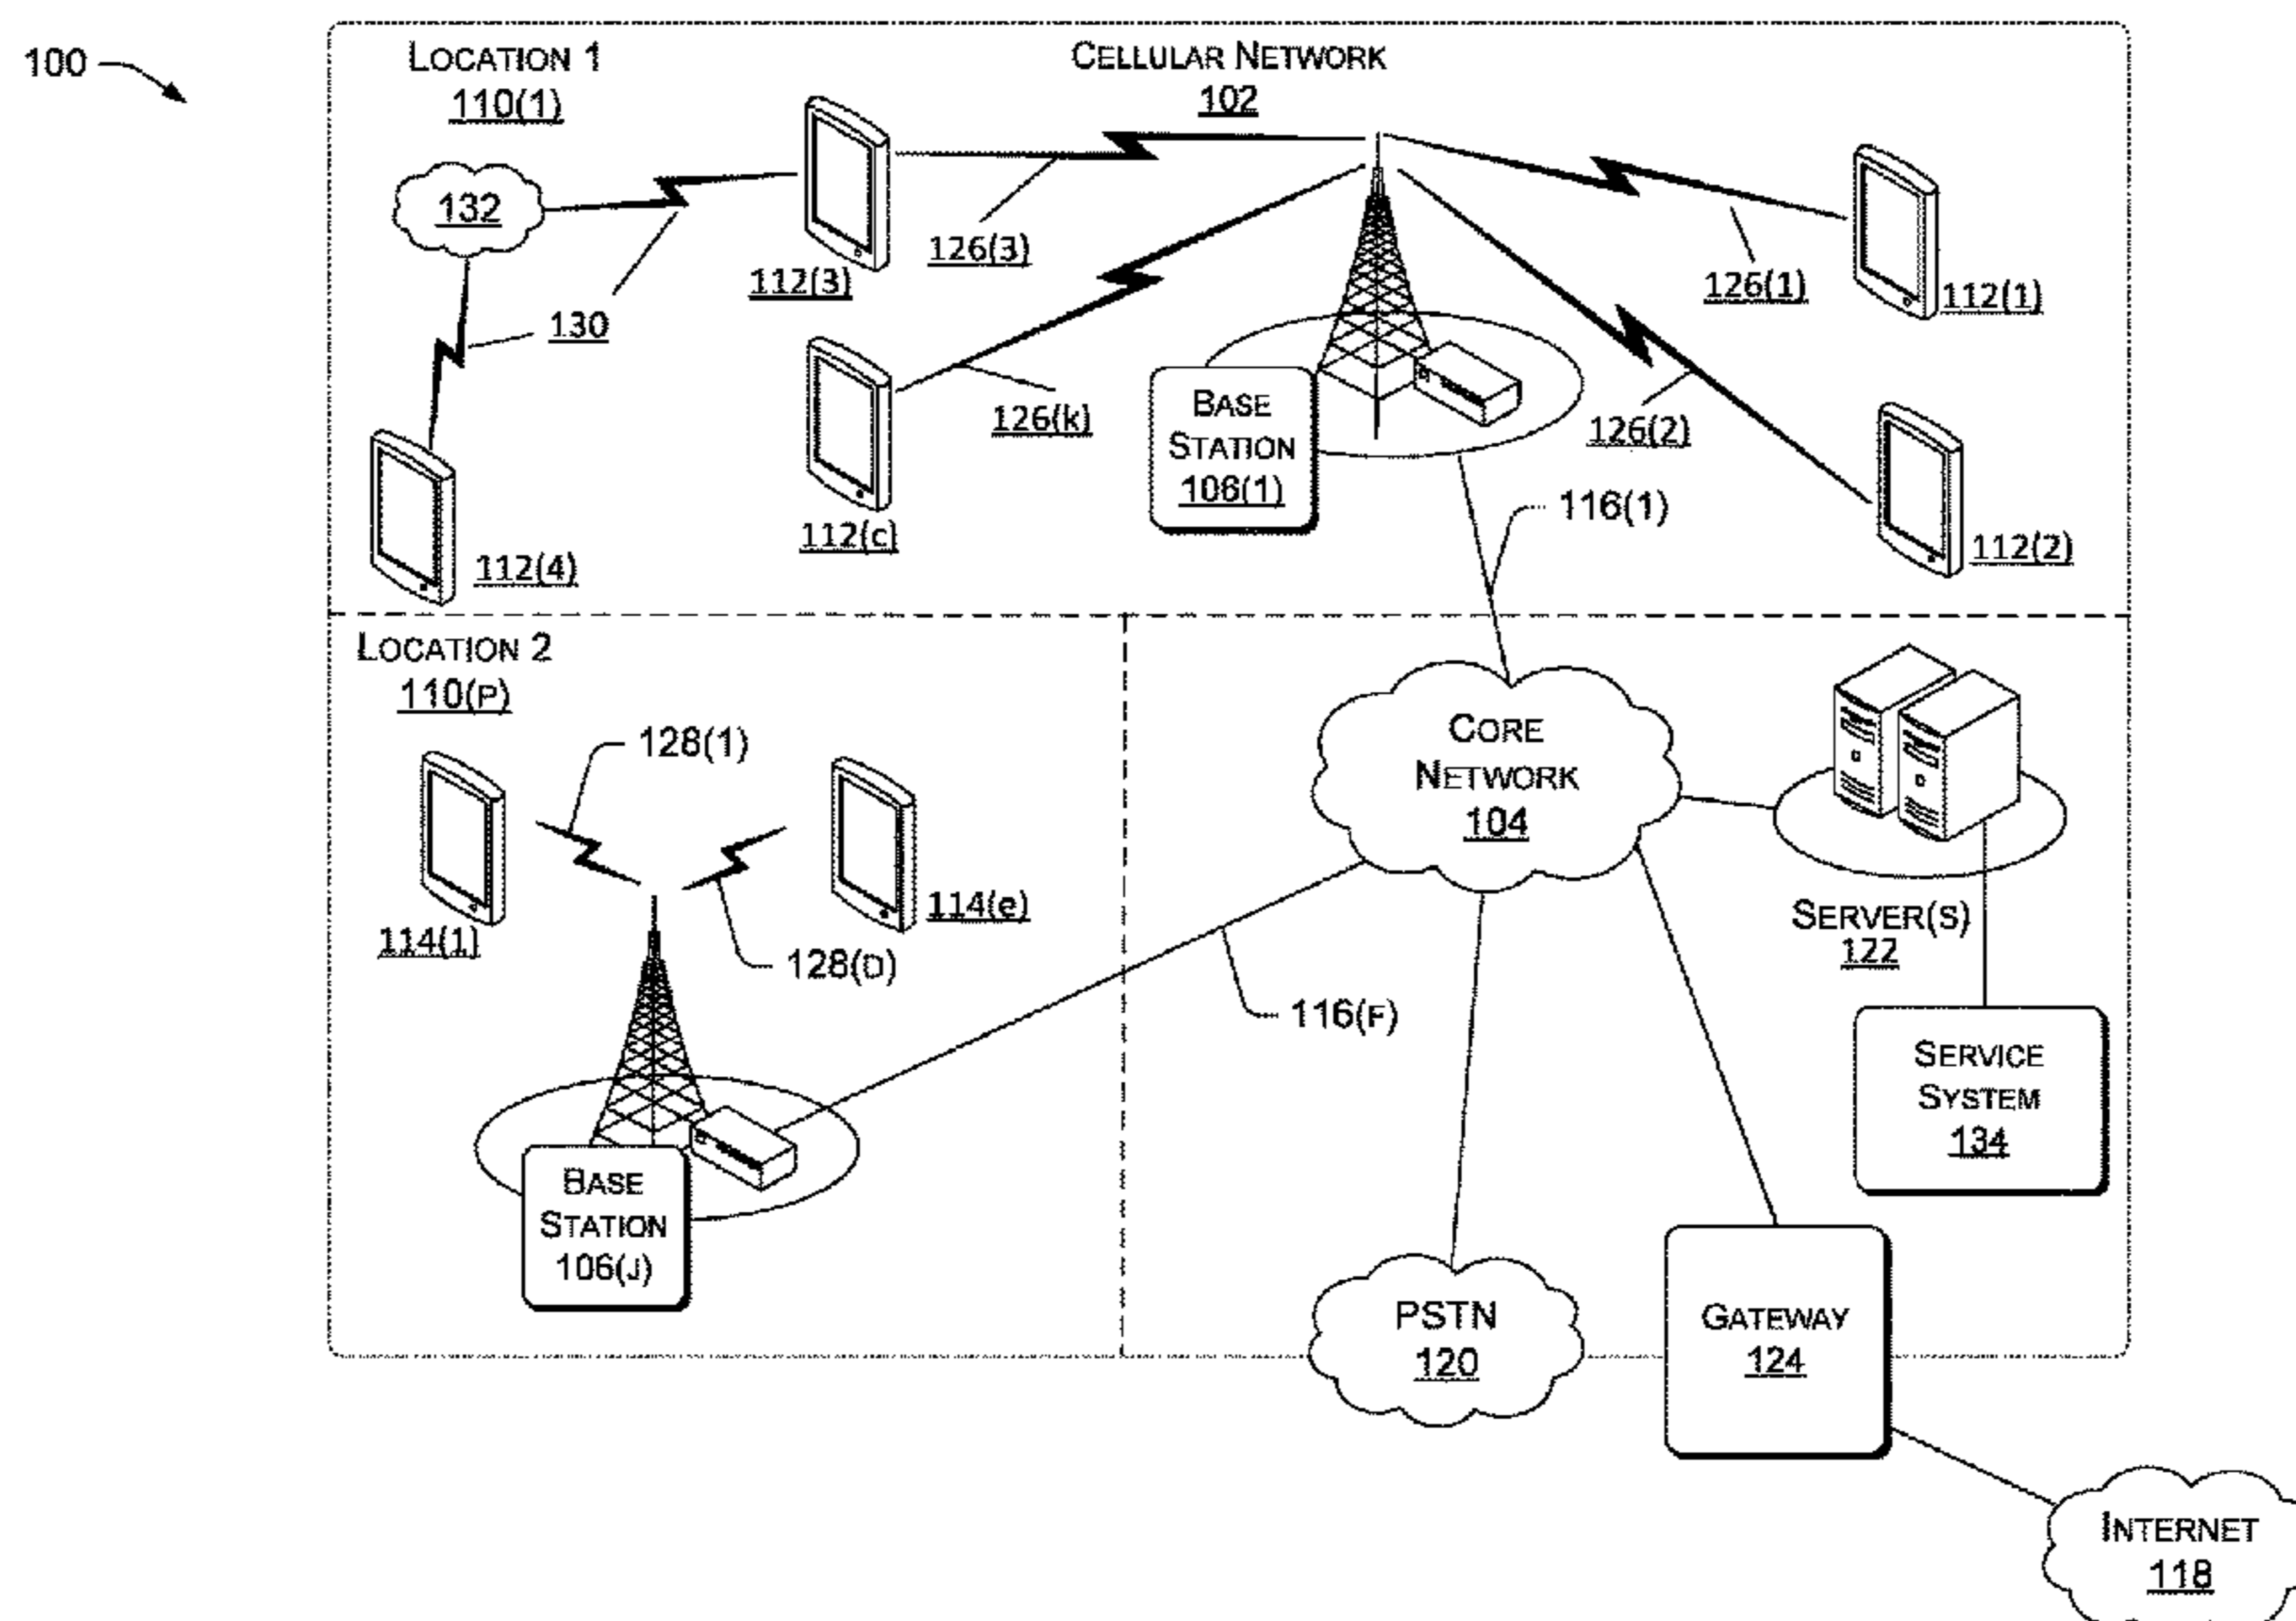 100
LOCATION 1
110(1)
CELLULAR NETWORK
102
132
126(3)
112(3)
126(1)
112(1)
130
126(k)
BASE
STATION
106(1)
126(2)
116(1)
112(c)
112(4)
112(2)
LOCATION 2
110(P)
128(1)
114(1)
114(e)
128(D)
CORE
NETWORK
104
SERVER(S)
122
116(F)
SERVICE
SYSTEM
134
BASE
STATION
106(J)
PSTN
120
GATEWAY
124
INTERNET
118